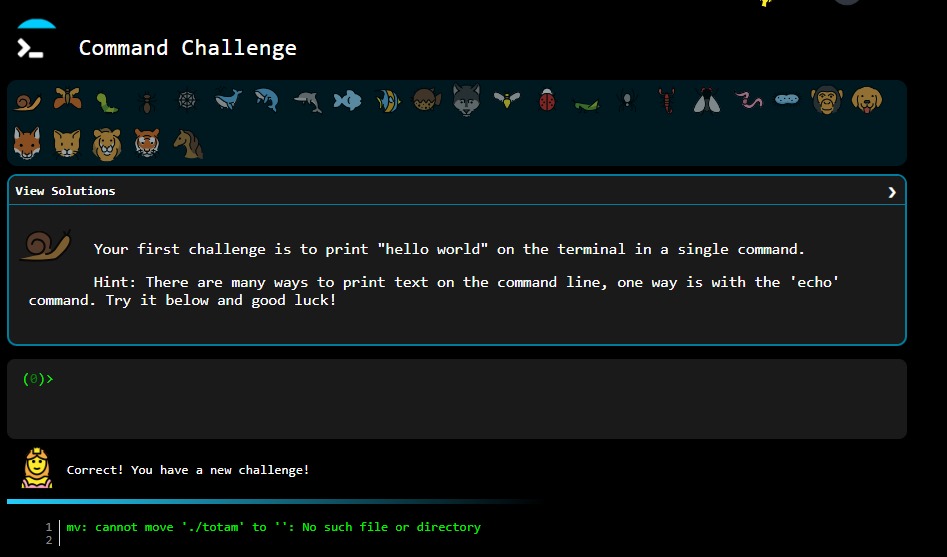 Command Challenge
View Solutions
Your first challenge is to print "hello world" on the terminal in a single command.
Hint: There are many ways to print text on the command line, one way is with the 'echo'
command. Try it below and good luck!
(0)>
Correct! You have a new challenge!
1 mv: cannot move './totam' to '': No such file or directory
2